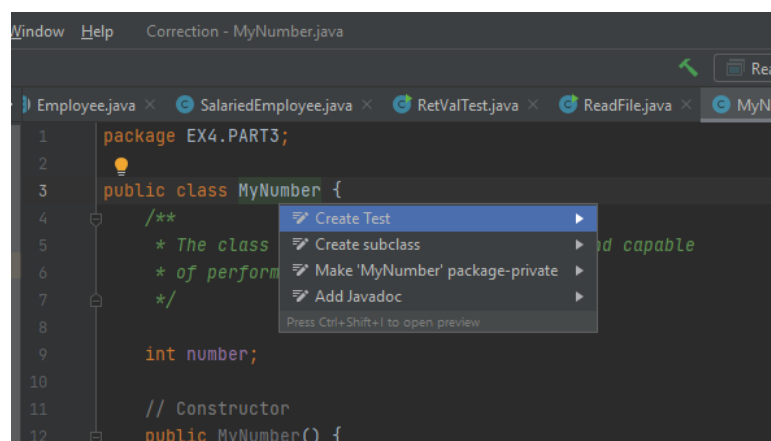 Window Help Correction - MyNumber.java
Rea
Employee.java SalariedEmployee.java RetValTest.java ReadFile.java MyN
1 package EX4.PART3;
2
3 public class MyNumber {
4 /**
5 * The class nd capable
6 * of perform
7 */
8
9 int number;
10
11 // Constructor
12 public MyNumber() {
Create Test
Create subclass
Make 'MyNumber' package-private
Add Javadoc
Press Ctrl+Shift+I to open preview